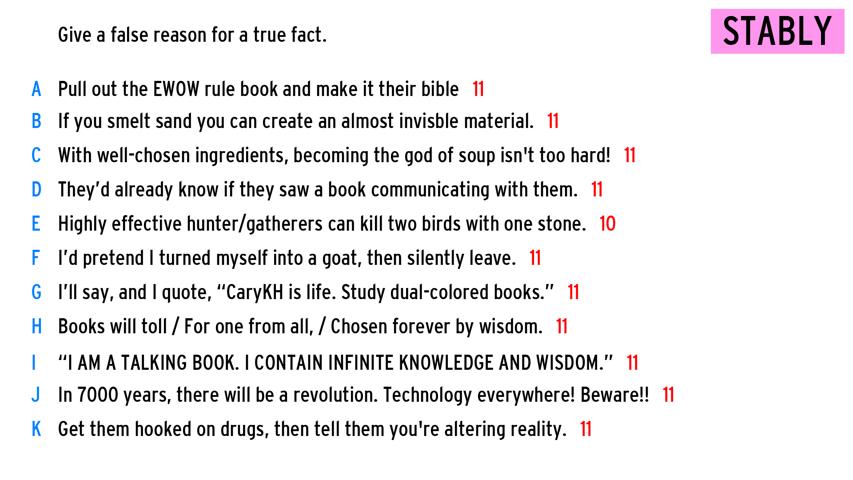 Give a false reason for a true fact.
STABLY
A Pull out the EWOW rule book and make it their bible 11
B If you smelt sand you can create an almost invisble material. 11
C With well-chosen ingredients, becoming the god of soup isn't too hard! 11
D They’d already know if they saw a book communicating with them. 11
E Highly effective hunter/gatherers can kill two birds with one stone. 10
F I’d pretend I turned myself into a goat, then silently leave. 11
G I’ll say, and I quote, “CaryKH is life. Study dual-colored books.” 11
H Books will toll / For one from all, / Chosen forever by wisdom. 11
I “I AM A TALKING BOOK. I CONTAIN INFINITE KNOWLEDGE AND WISDOM.” 11
J In 7000 years, there will be a revolution. Technology everywhere! Beware!! 11
K Get them hooked on drugs, then tell them you're altering reality. 11